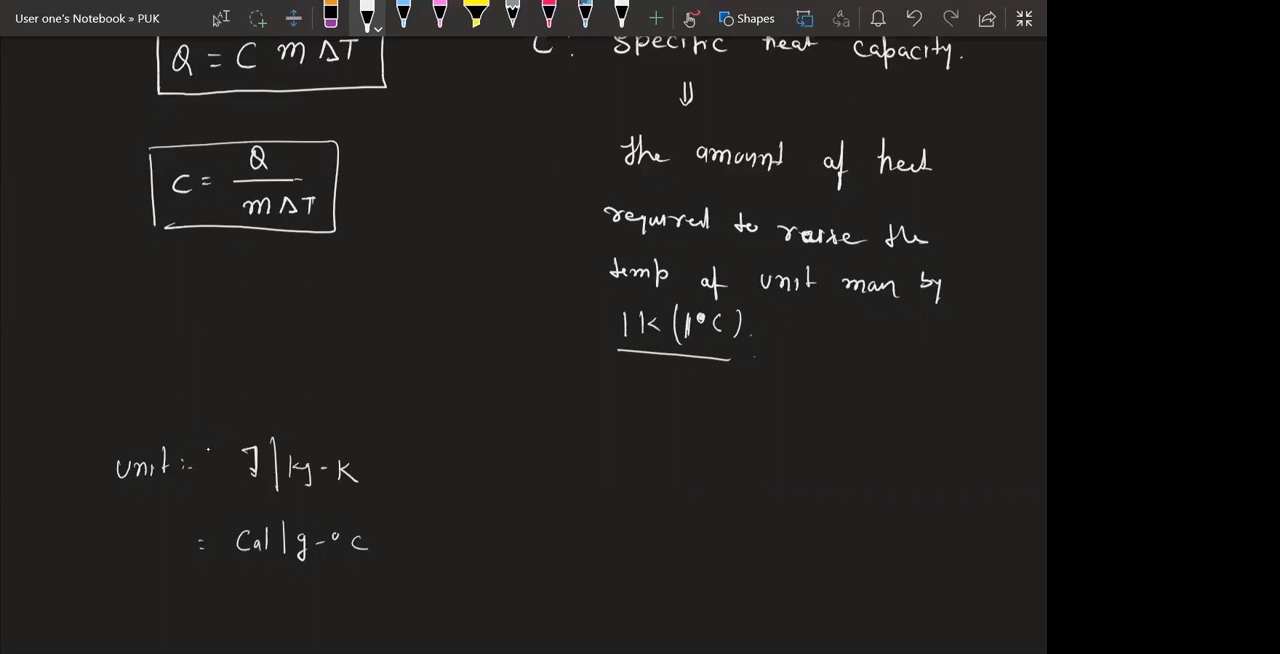 User one's Notebook » PUK
Shapes
Q = C m ΔT
C: Specific heat capacity.
⇓
C = Q / m ΔT
the amount of heat
required to raise the
temp of unit mass by
1K (1°C).
unit :- J | kg - K
= Cal | g - °C